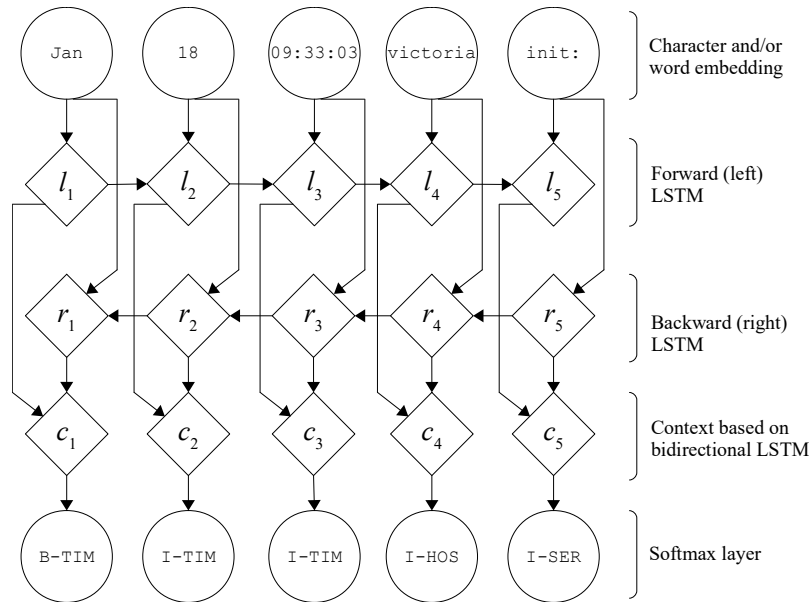 Jan 18 09:33:03 victoria init:
Character and/or
word embedding
l1 l2 l3 l4 l5
Forward (left)
LSTM
r1 r2 r3 r4 r5
Backward (right)
LSTM
c1 c2 c3 c4 c5
Context based on
bidirectional LSTM
B-TIM I-TIM I-TIM I-HOS I-SER
Softmax layer